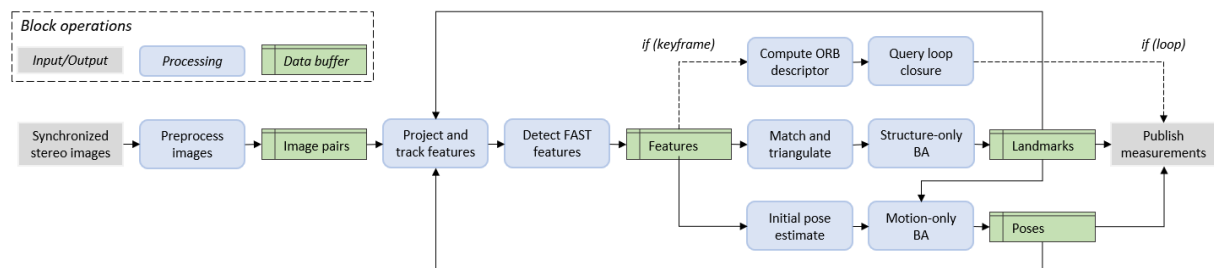 Block operations
Input/Output
Processing
Data buffer
if (keyframe)
Compute ORB
descriptor
Query loop
closure
if (loop)
Synchronized
stereo images
Preprocess
images
Image pairs
Project and
track features
Detect FAST
features
Features
Match and
triangulate
Structure-only
BA
Landmarks
Publish
measurements
Initial pose
estimate
Motion-only
BA
Poses